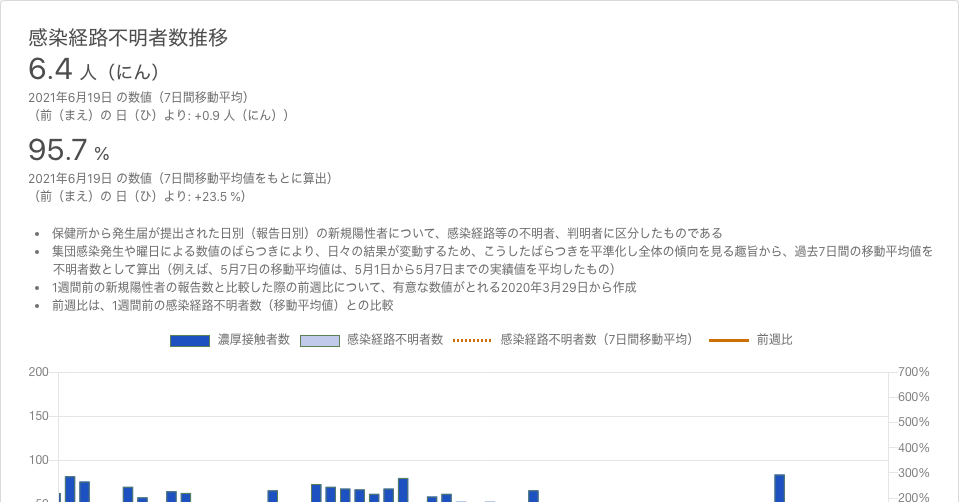 感染経路不明者数推移
6.4 人（にん）
2021年6月19日 の数値（7日間移動平均）
（前（まえ）の 日（ひ）より: +0.9 人（にん））
95.7 %
2021年6月19日 の数値（7日間移動平均値をもとに算出）
（前（まえ）の 日（ひ）より: +23.5 %）
• 保健所から発生届が提出された日別（報告日別）の新規陽性者について、感染経路等の不明者、判明者に区分したものである
• 集団感染発生や曜日による数値のばらつきにより、日々の結果が変動するため、こうしたばらつきを平準化し全体の傾向を見る趣旨から、過去7日間の移動平均値を
不明者数として算出（例えば、5月7日の移動平均値は、5月1日から5月7日までの実績値を平均したもの）
• 1週間前の新規陽性者の報告数と比較した際の前週比について、有意な数値がとれる2020年3月29日から作成
• 前週比は、1週間前の感染経路不明者数（移動平均値）との比較
濃厚接触者数 感染経路不明者数 感染経路不明者数（7日間移動平均） 前週比
200 700%
600%
150 500%
400%
100 300%
50 200%